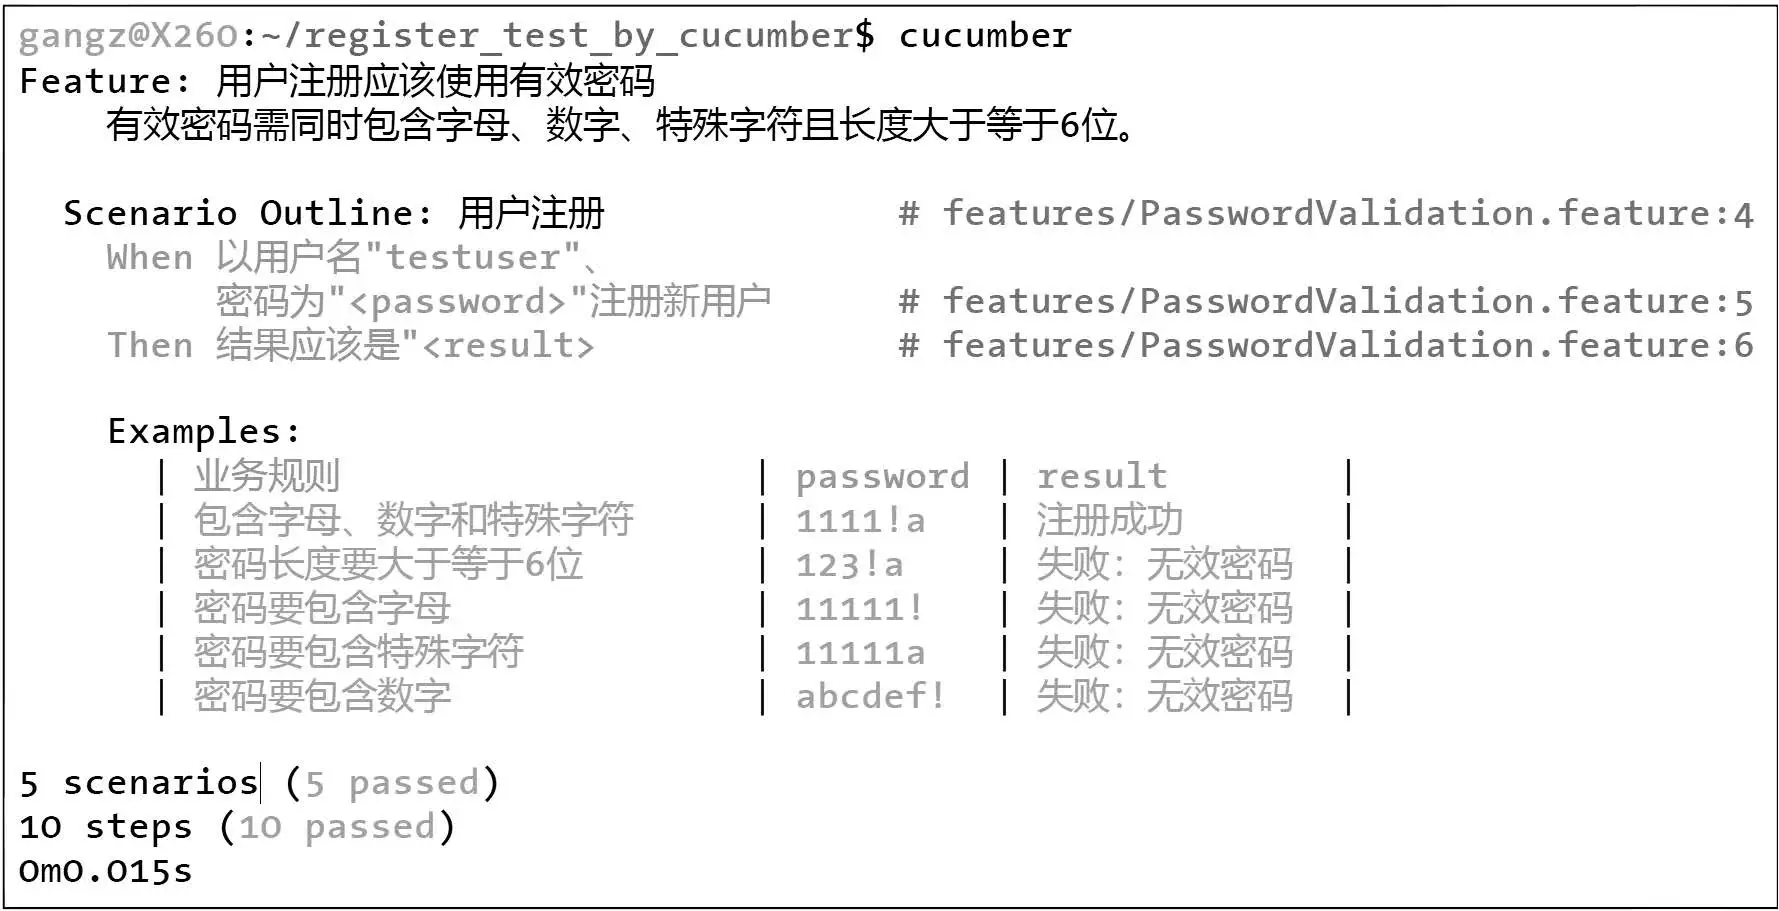 gangz@X260:~/register_test_by_cucumber$ cucumber
Feature: 用户注册应该使用有效密码
有效密码需同时包含字母、数字、特殊字符且长度大于等于6位。
Scenario Outline: 用户注册 # features/PasswordValidation.feature:4
When 以用户名"testuser"、
密码为"<password>"注册新用户 # features/PasswordValidation.feature:5
Then 结果应该是"<result> # features/PasswordValidation.feature:6
Examples:
| 业务规则 | password | result |
| 包含字母、数字和特殊字符 | 1111!a | 注册成功 |
| 密码长度要大于等于6位 | 123!a | 失败：无效密码 |
| 密码要包含字母 | 11111! | 失败：无效密码 |
| 密码要包含特殊字符 | 11111a | 失败：无效密码 |
| 密码要包含数字 | abcdef! | 失败：无效密码 |
5 scenarios (5 passed)
10 steps (10 passed)
0m0.015s